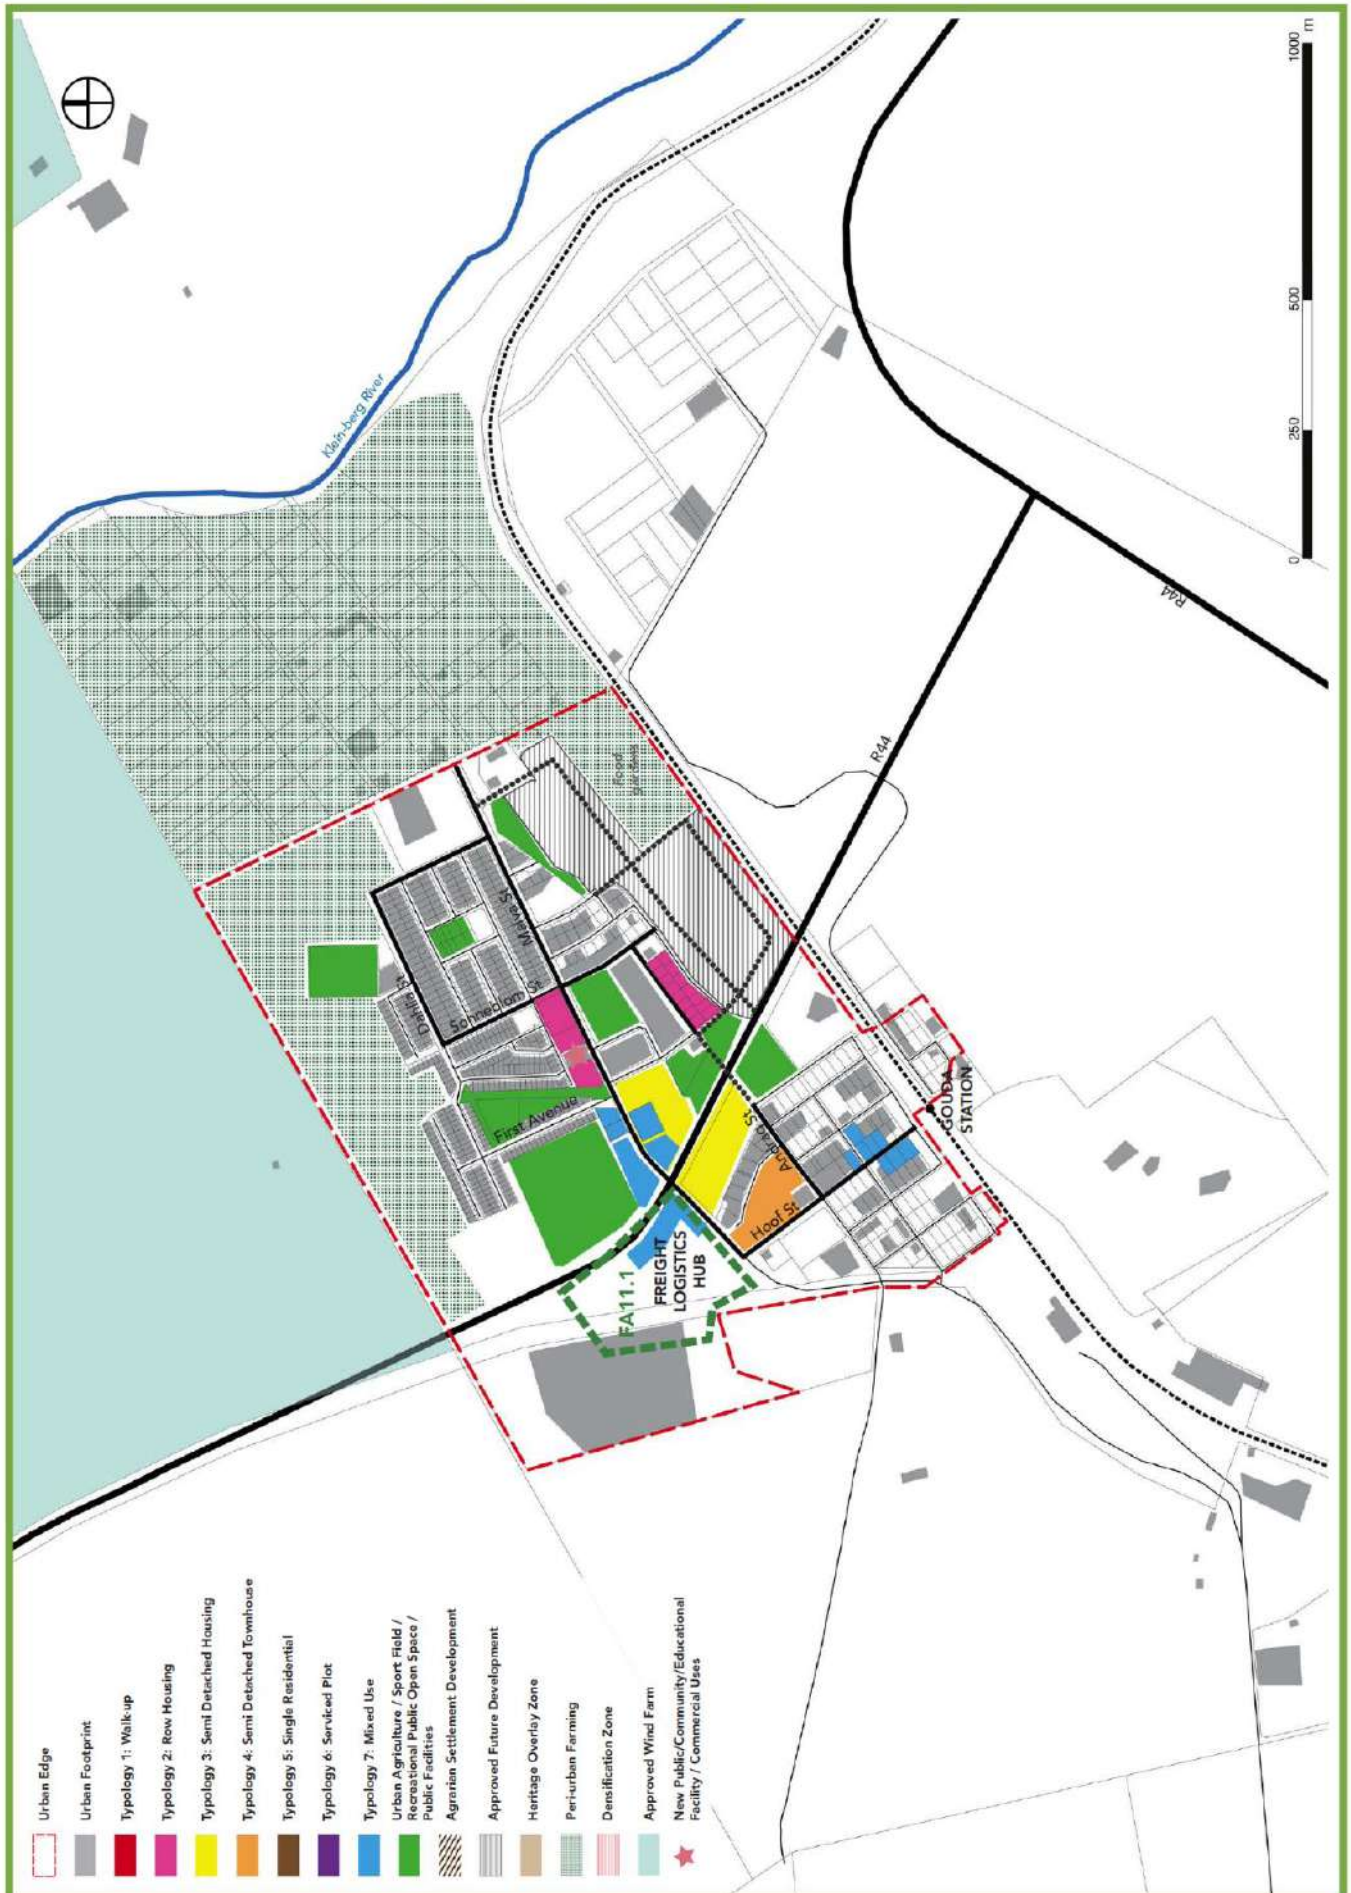 Urban Edge
Urban Footprint
Typology 1: Walk-up
Typology 2: Row Housing
Typology 3: Semi Detached Housing
Typology 4: Semi Detached Townhouse
Typology 5: Single Residential
Typology 6: Serviced Plot
Typology 7: Mixed Use
Urban Agriculture / Sport Field /
Recreational Public Open Space /
Public Facilities
Agrarian Settlement Development
Approved Future Development
Heritage Overlay Zone
Peri-urban Farming
Densification Zone
Approved Wind Farm
New Public/Community/Educational
Facility / Commercial Uses
FA11.1
FREIGHT
LOGISTICS
HUB
First Avenue
Dahlia St
Sonneblom St
Malva St
Hoof St
Andrag St
GOUDA
STATION
Food
gardens
Klein-berg River
R44
R44
0
250
500
1000 m